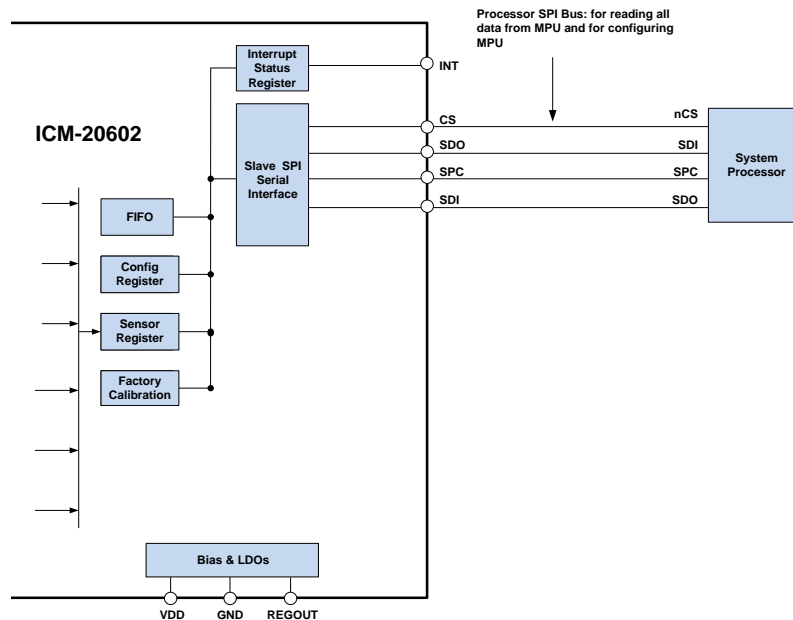 Processor SPI Bus: for reading all
data from MPU and for configuring
MPU
Interrupt
Status
Register
INT
ICM-20602
CS
nCS
SDO
SDI
Slave SPI
Serial
Interface
System
Processor
SPC
SPC
SDI
SDO
FIFO
Config
Register
Sensor
Register
Factory
Calibration
Bias & LDOs
VDD
GND
REGOUT